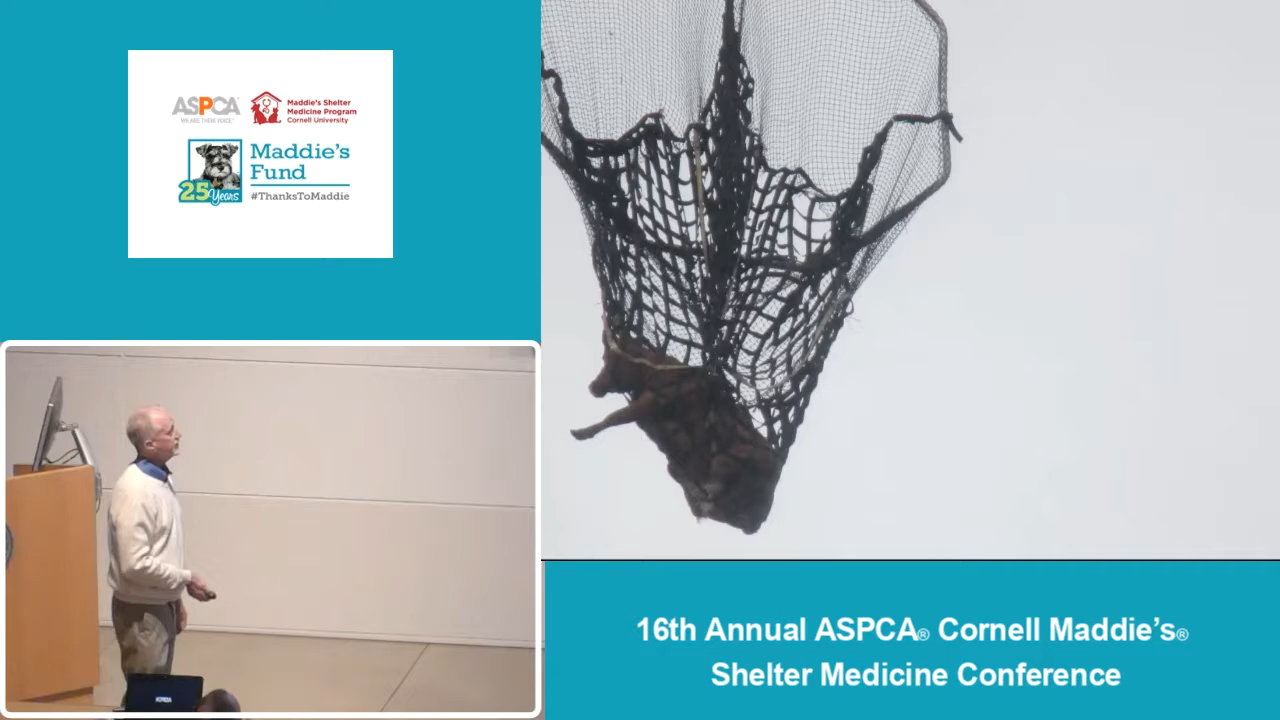 ASPCA
WE ARE THEIR VOICE
Maddie's Shelter
Medicine Program
Cornell University
Maddie's
Fund
25 Years
#ThanksToMaddie
16th Annual ASPCA® Cornell Maddie's®
Shelter Medicine Conference